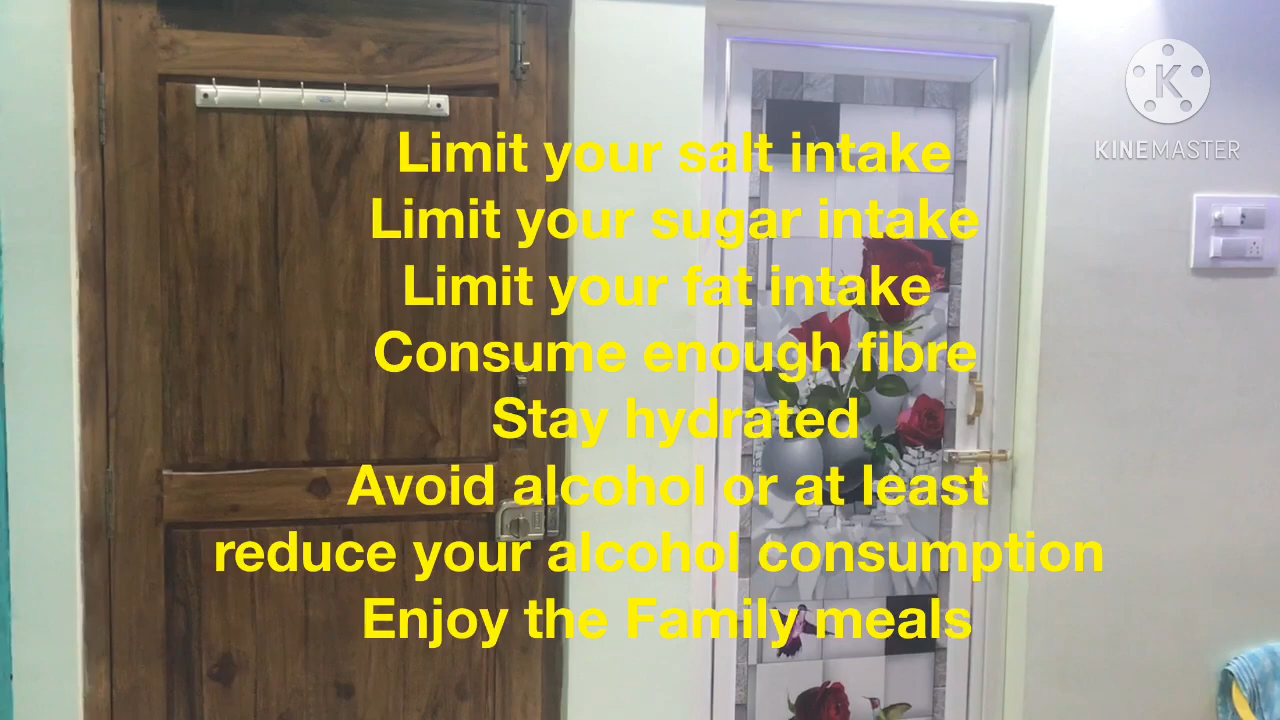 Limit your salt intake
Limit your sugar intake
Limit your fat intake
Consume enough fibre
Stay hydrated
Avoid alcohol or at least
reduce your alcohol consumption
Enjoy the Family meals
K
KINEMASTER